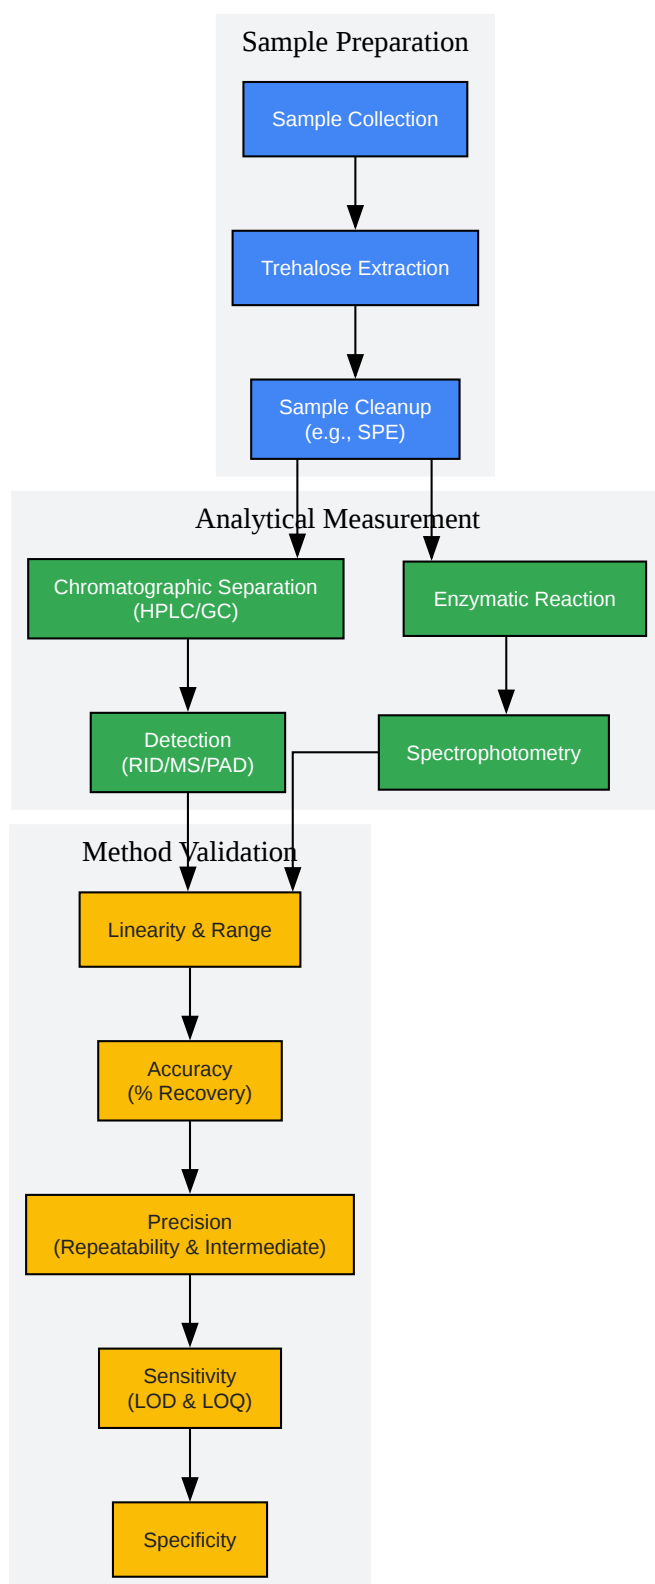 Sample Preparation
Sample Collection
Trehalose Extraction
Sample Cleanup
(e.g., SPE)
Analytical Measurement
Chromatographic Separation
(HPLC/GC)
Enzymatic Reaction
Detection
(RID/MS/PAD)
Spectrophotometry
Method Validation
Linearity & Range
Accuracy
(% Recovery)
Precision
(Repeatability & Intermediate)
Sensitivity
(LOD & LOQ)
Specificity